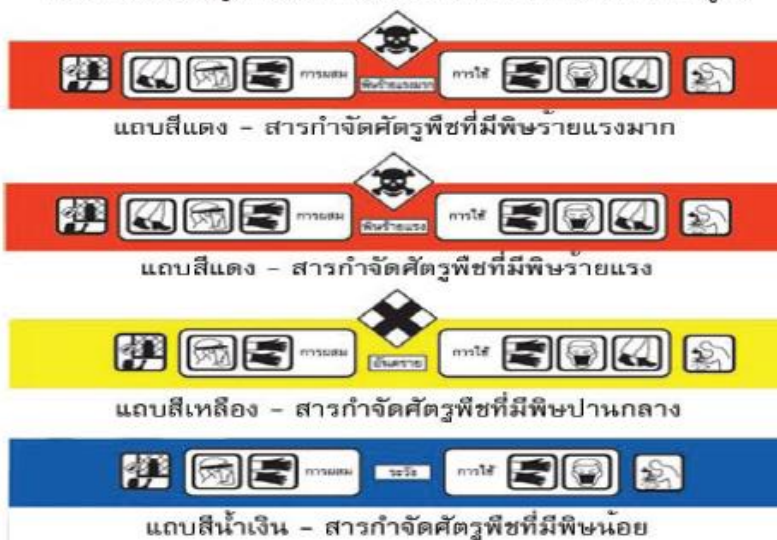 การผสม พิษร้ายแรงมาก การใช้
แถบสีแดง - สารกำจัดศัตรูพืชที่มีพิษร้ายแรงมาก
การผสม พิษร้ายแรง การใช้
แถบสีแดง - สารกำจัดศัตรูพืชที่มีพิษร้ายแรง
การผสม อันตราย การใช้
แถบสีเหลือง - สารกำจัดศัตรูพืชที่มีพิษปานกลาง
การผสม ระวัง การใช้
แถบสีน้ำเงิน - สารกำจัดศัตรูพืชที่มีพิษน้อย